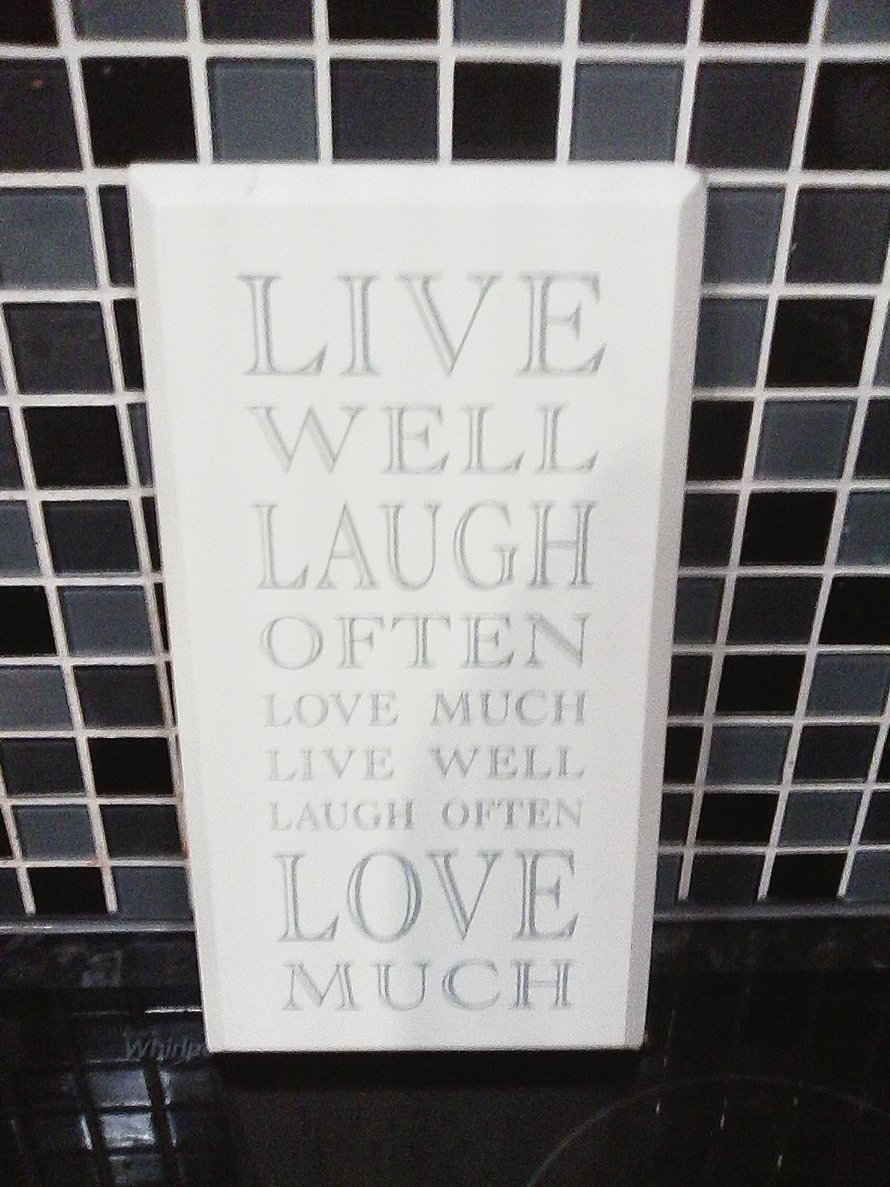 LIVE
WELL
LAUGH
OFTEN
LOVE MUCH
LIVE WELL
LAUGH OFTEN
LOVE
MUCH